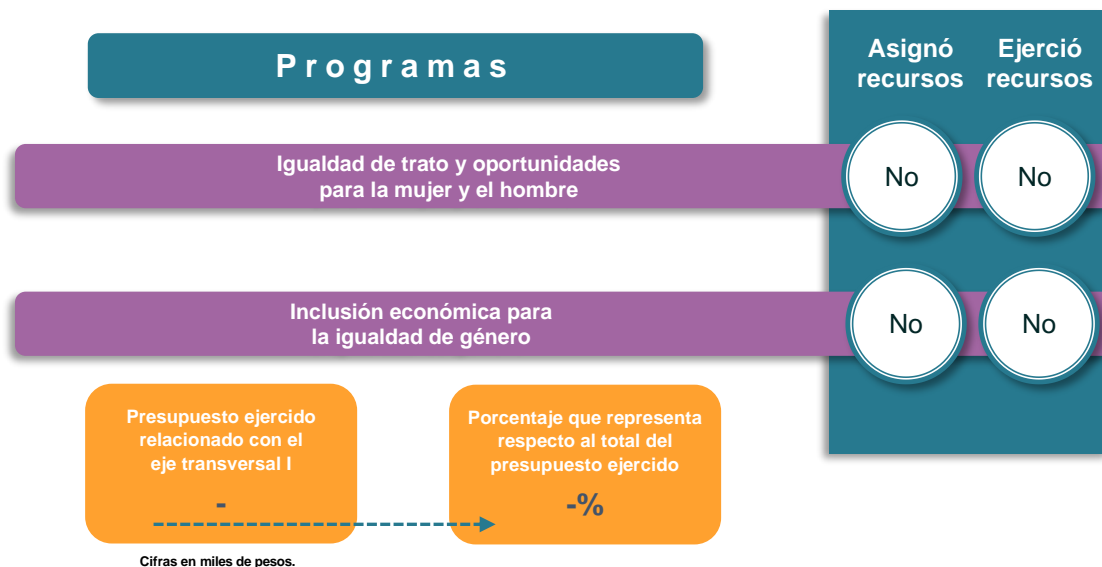 Programas
Asignó recursos
Ejerció recursos
Igualdad de trato y oportunidades
para la mujer y el hombre
No
No
Inclusión económica para
la igualdad de género
No
No
Presupuesto ejercido
relacionado con el
eje transversal I
-
Porcentaje que representa
respecto al total del
presupuesto ejercido
-%
Cifras en miles de pesos.